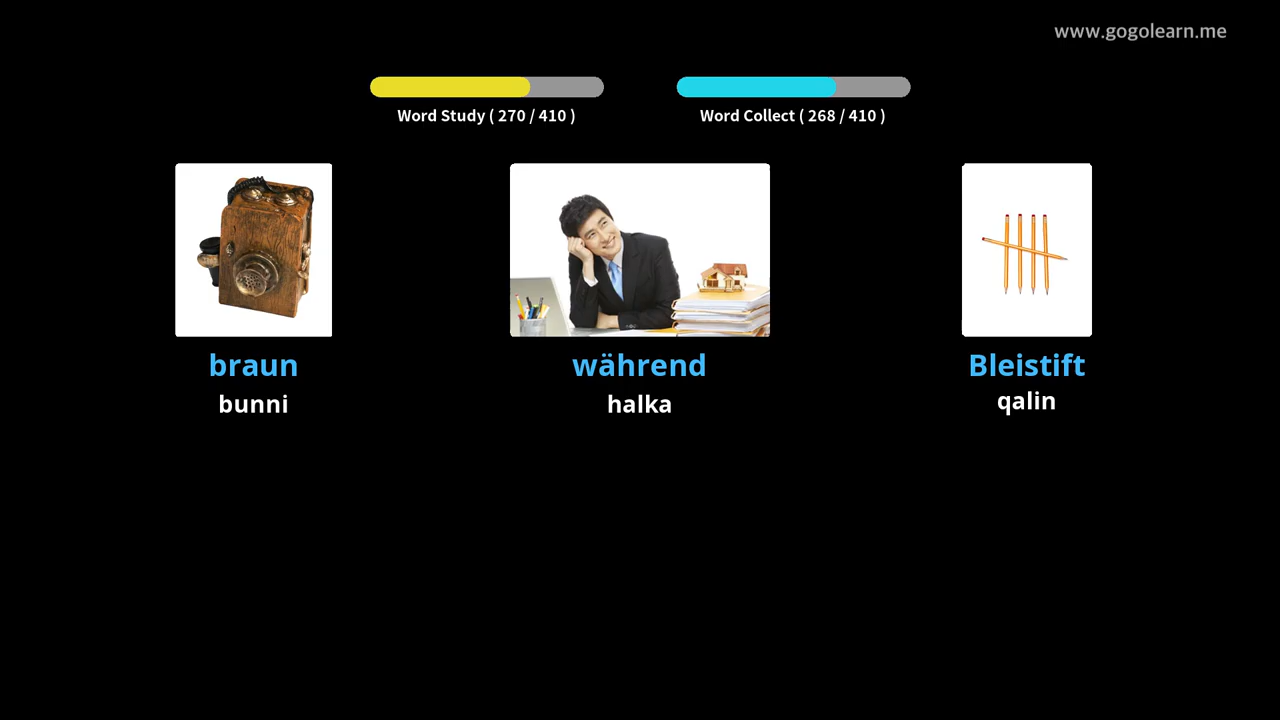 www.gogolearn.me
Word Study ( 270 / 410 )
Word Collect ( 268 / 410 )
braun
bunni
während
halka
Bleistift
qalin